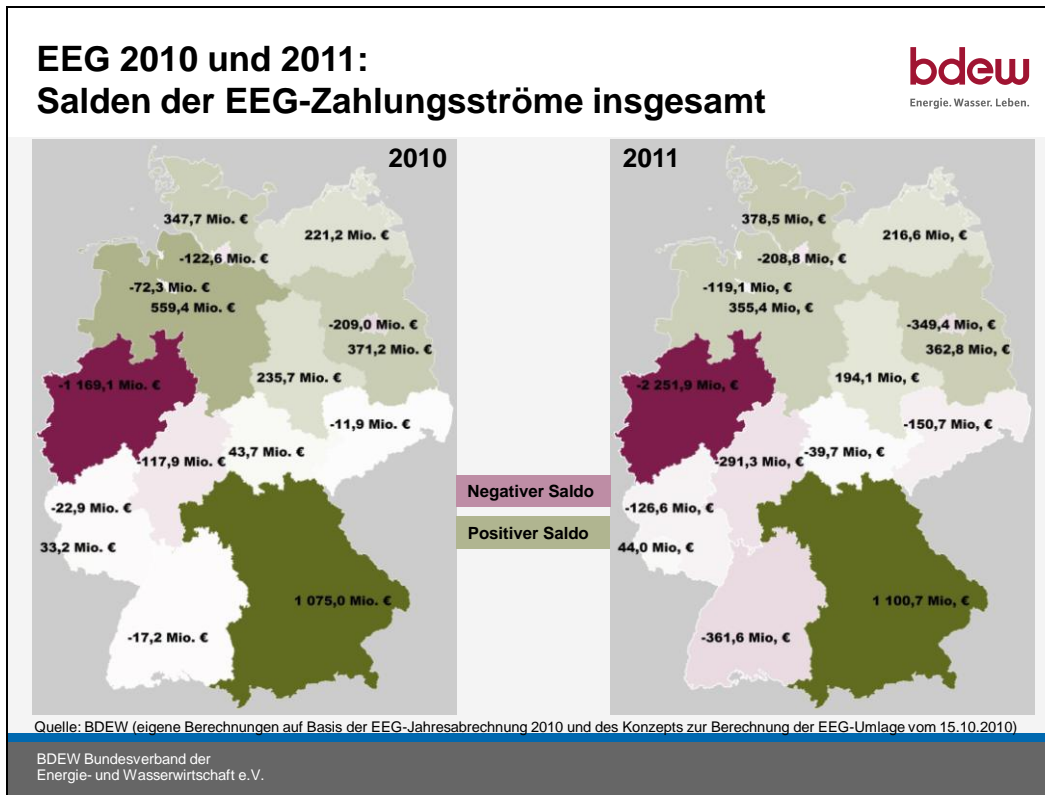 EEG 2010 und 2011:
Salden der EEG-Zahlungsströme insgesamt
bdew
Energie. Wasser. Leben.
2010
347,7 Mio. €
221,2 Mio. €
-122,6 Mio. €
-72,3 Mio. €
559,4 Mio. €
-209,0 Mio. €
371,2 Mio. €
-1 169,1 Mio. €
235,7 Mio. €
-11,9 Mio. €
43,7 Mio. €
-117,9 Mio. €
-22,9 Mio. €
33,2 Mio. €
1 075,0 Mio. €
-17,2 Mio. €
Negativer Saldo
Positiver Saldo
2011
378,5 Mio, €
216,6 Mio, €
-208,8 Mio, €
-119,1 Mio, €
355,4 Mio, €
-349,4 Mio, €
362,8 Mio, €
-2 251,9 Mio, €
194,1 Mio, €
-150,7 Mio, €
-39,7 Mio, €
-291,3 Mio, €
-126,6 Mio, €
44,0 Mio, €
1 100,7 Mio, €
-361,6 Mio, €
Quelle: BDEW (eigene Berechnungen auf Basis der EEG-Jahresabrechnung 2010 und des Konzepts zur Berechnung der EEG-Umlage vom 15.10.2010)
BDEW Bundesverband der
Energie- und Wasserwirtschaft e.V.